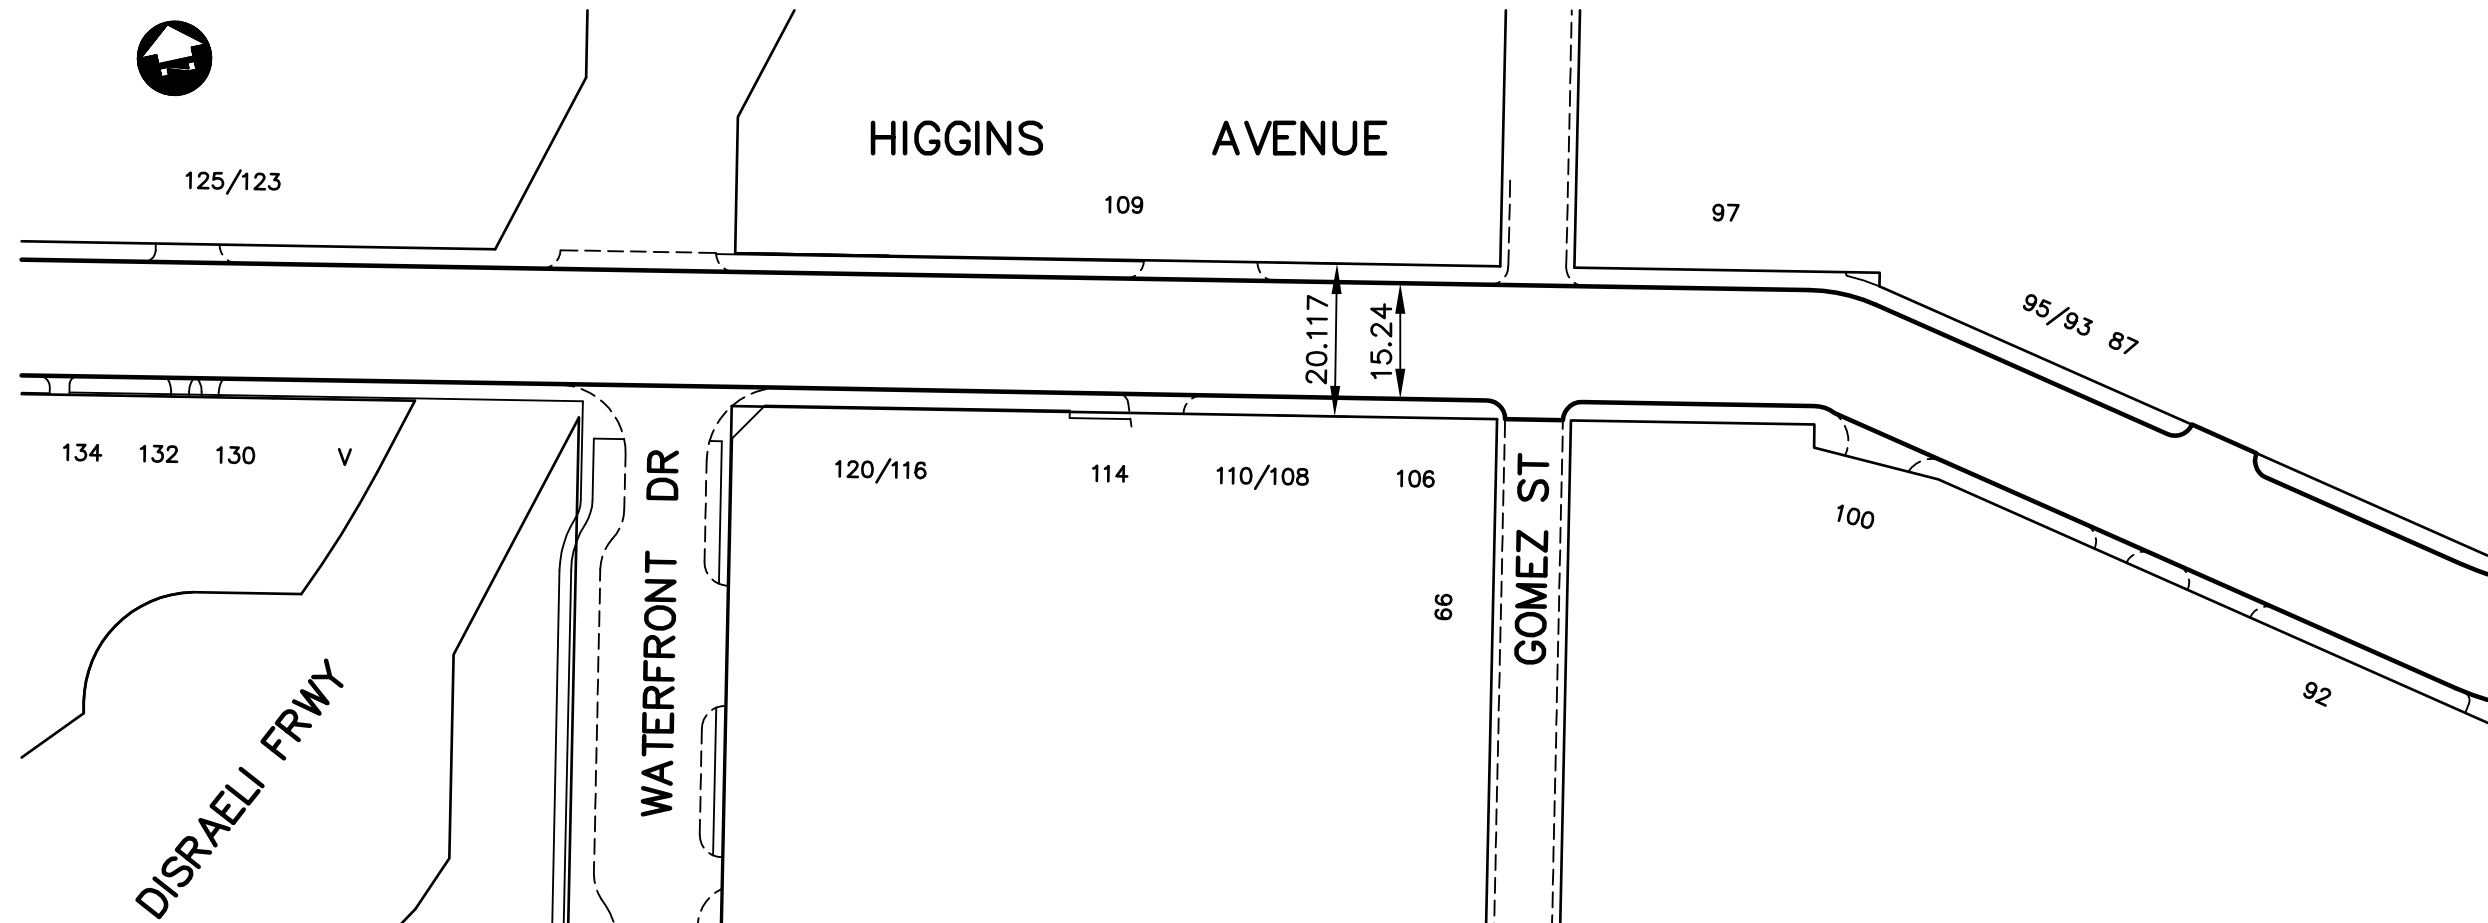 HIGGINS AVENUE
125/123
109
97
95/93 87
20.117
15.24
134 132 130 V
120/116 114 110/108 106
100
66
92
WATERFRONT DR
GOMEZ ST
DISRAELI FRWY